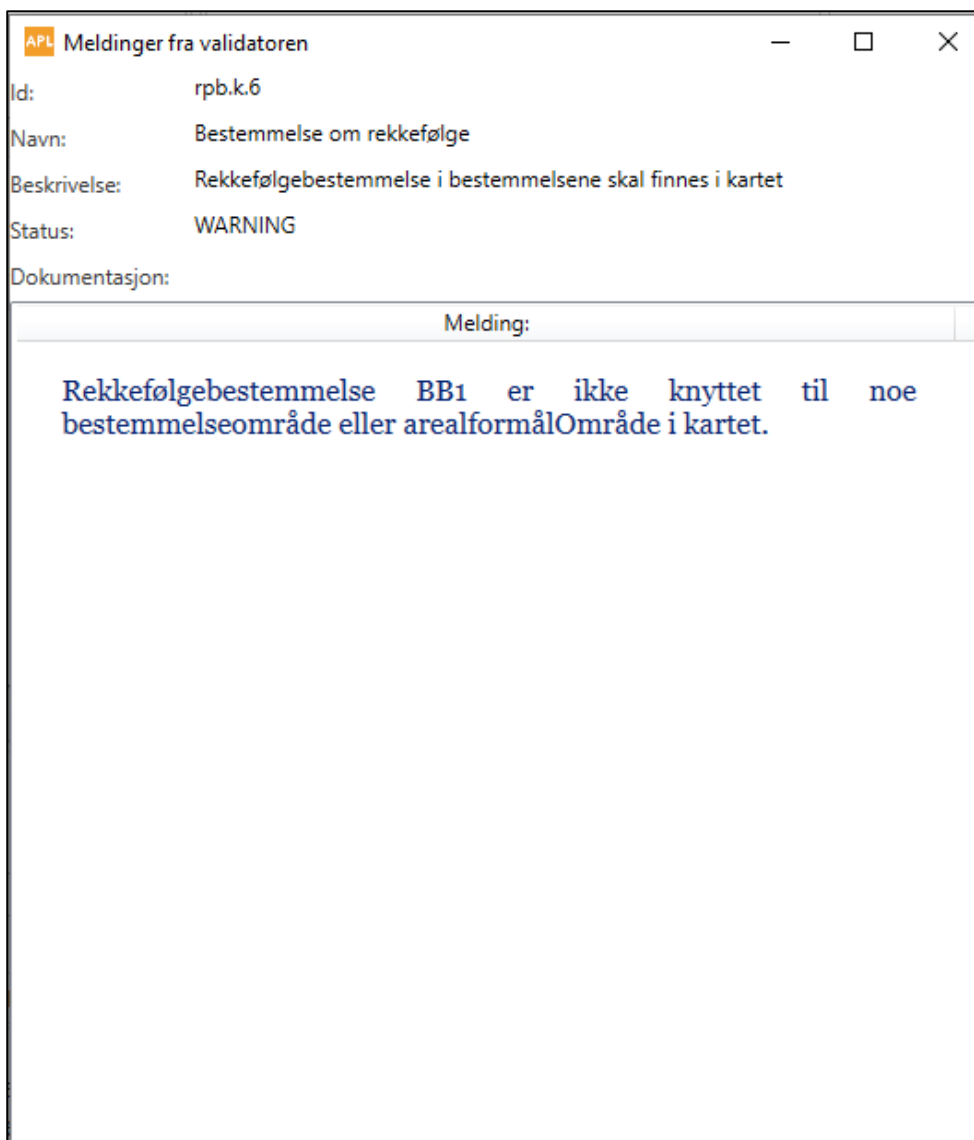 APL Meldinger fra validatoren
Id: rpb.k.6
Navn: Bestemmelse om rekkefølge
Beskrivelse: Rekkefølgebestemmelse i bestemmelsene skal finnes i kartet
Status: WARNING
Dokumentasjon:
Melding:
Rekkefølgebestemmelse BB1 er ikke knyttet til noe
bestemmelseområde eller arealformålOmråde i kartet.